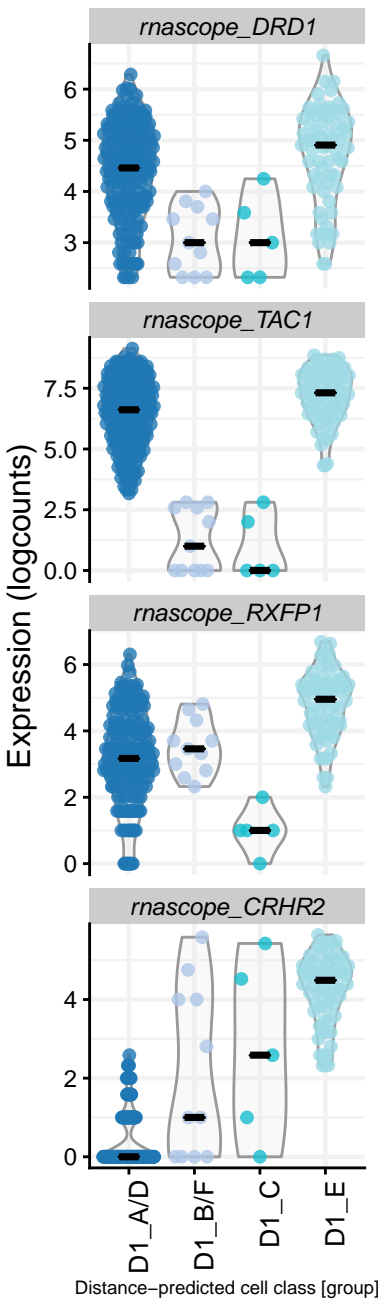 rnascope_DRD1
6
5
4
3
rnascope_TAC1
7.5
5.0
2.5
0.0
rnascope_RXFP1
6
4
2
0
rnascope_CRHR2
4
2
0
Expression (logcounts)
D1_A/D
D1_B/F
D1_C
D1_E
Distance−predicted cell class [group]